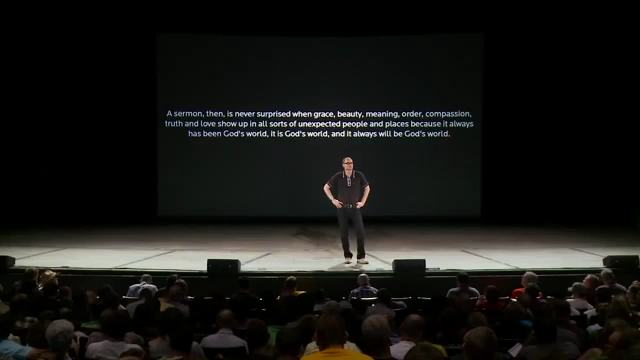 A sermon, then, is never surprised when grace, beauty, meaning, order, compassion,
truth and love show up in all sorts of unexpected people and places because it always
has been God's world, it is God's world, and it always will be God's world.